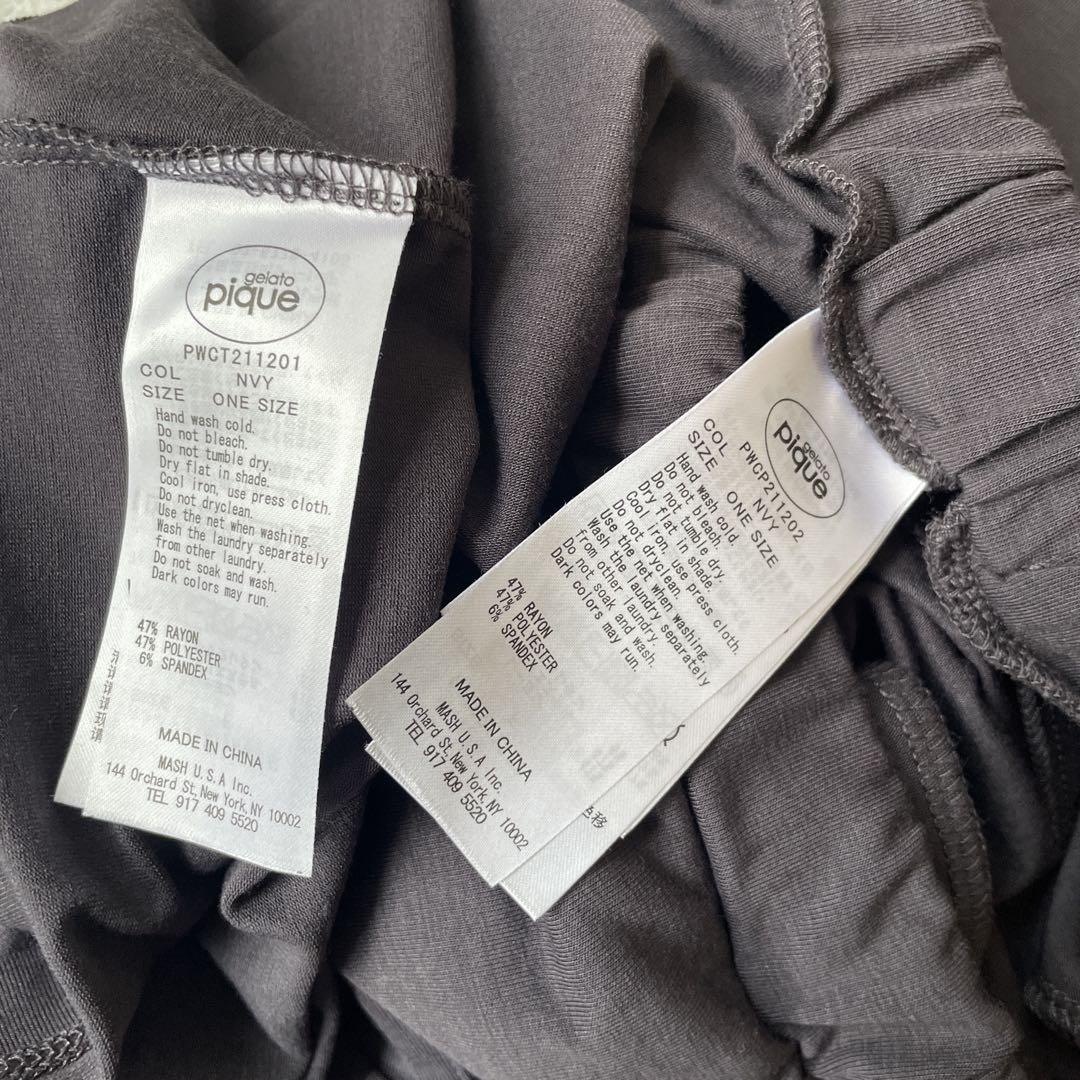 gelato
pique
PWCT211201
COL NVY
SIZE ONE SIZE
Hand wash cold.
Do not bleach.
Do not tumble dry.
Dry flat in shade.
Cool iron, use press cloth.
Do not dryclean.
Use the net when washing.
Wash the laundry separately
from other laundry.
Do not soak and wash.
Dark colors may run.
47% RAYON
47% POLYESTER
6% SPANDEX
MADE IN CHINA
MASH U.S.A Inc.
144 Orchard St, New York, NY 10002
TEL 917 409 5520
gelato
pique
PWCP211202
COL NVY
SIZE ONE SIZE
Hand wash cold.
Do not bleach.
Do not tumble dry.
Dry flat in shade.
Cool iron, use press cloth.
Do not dryclean.
Use the net when washing.
Wash the laundry separately
from other laundry.
Do not soak and wash.
Dark colors may run.
47% RAYON
47% POLYESTER
6% SPANDEX
MADE IN CHINA
MASH U.S.A Inc.
144 Orchard St, New York, NY 10002
TEL 917 409 5520
色移